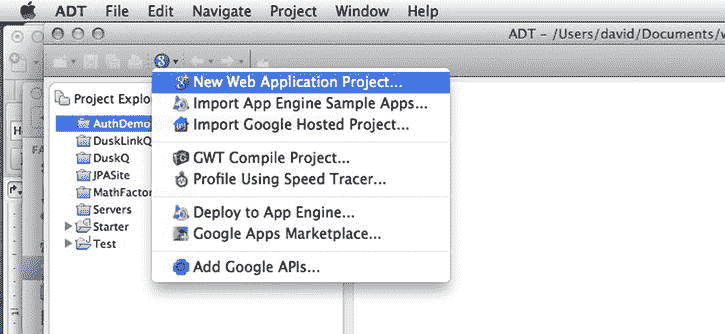 ADT File Edit Navigate Project Window Help
ADT – /Users/david/Documents/
New Web Application Project...
Project Explo
Import App Engine Sample Apps...
AuthDemo
Import Google Hosted Project...
DuskLinkQ
DuskQ
GWT Compile Project...
JPASite
Profile Using Speed Tracer...
MathFactor
Servers
Deploy to App Engine...
Starter
Google Apps Marketplace...
Test
Add Google APIs...